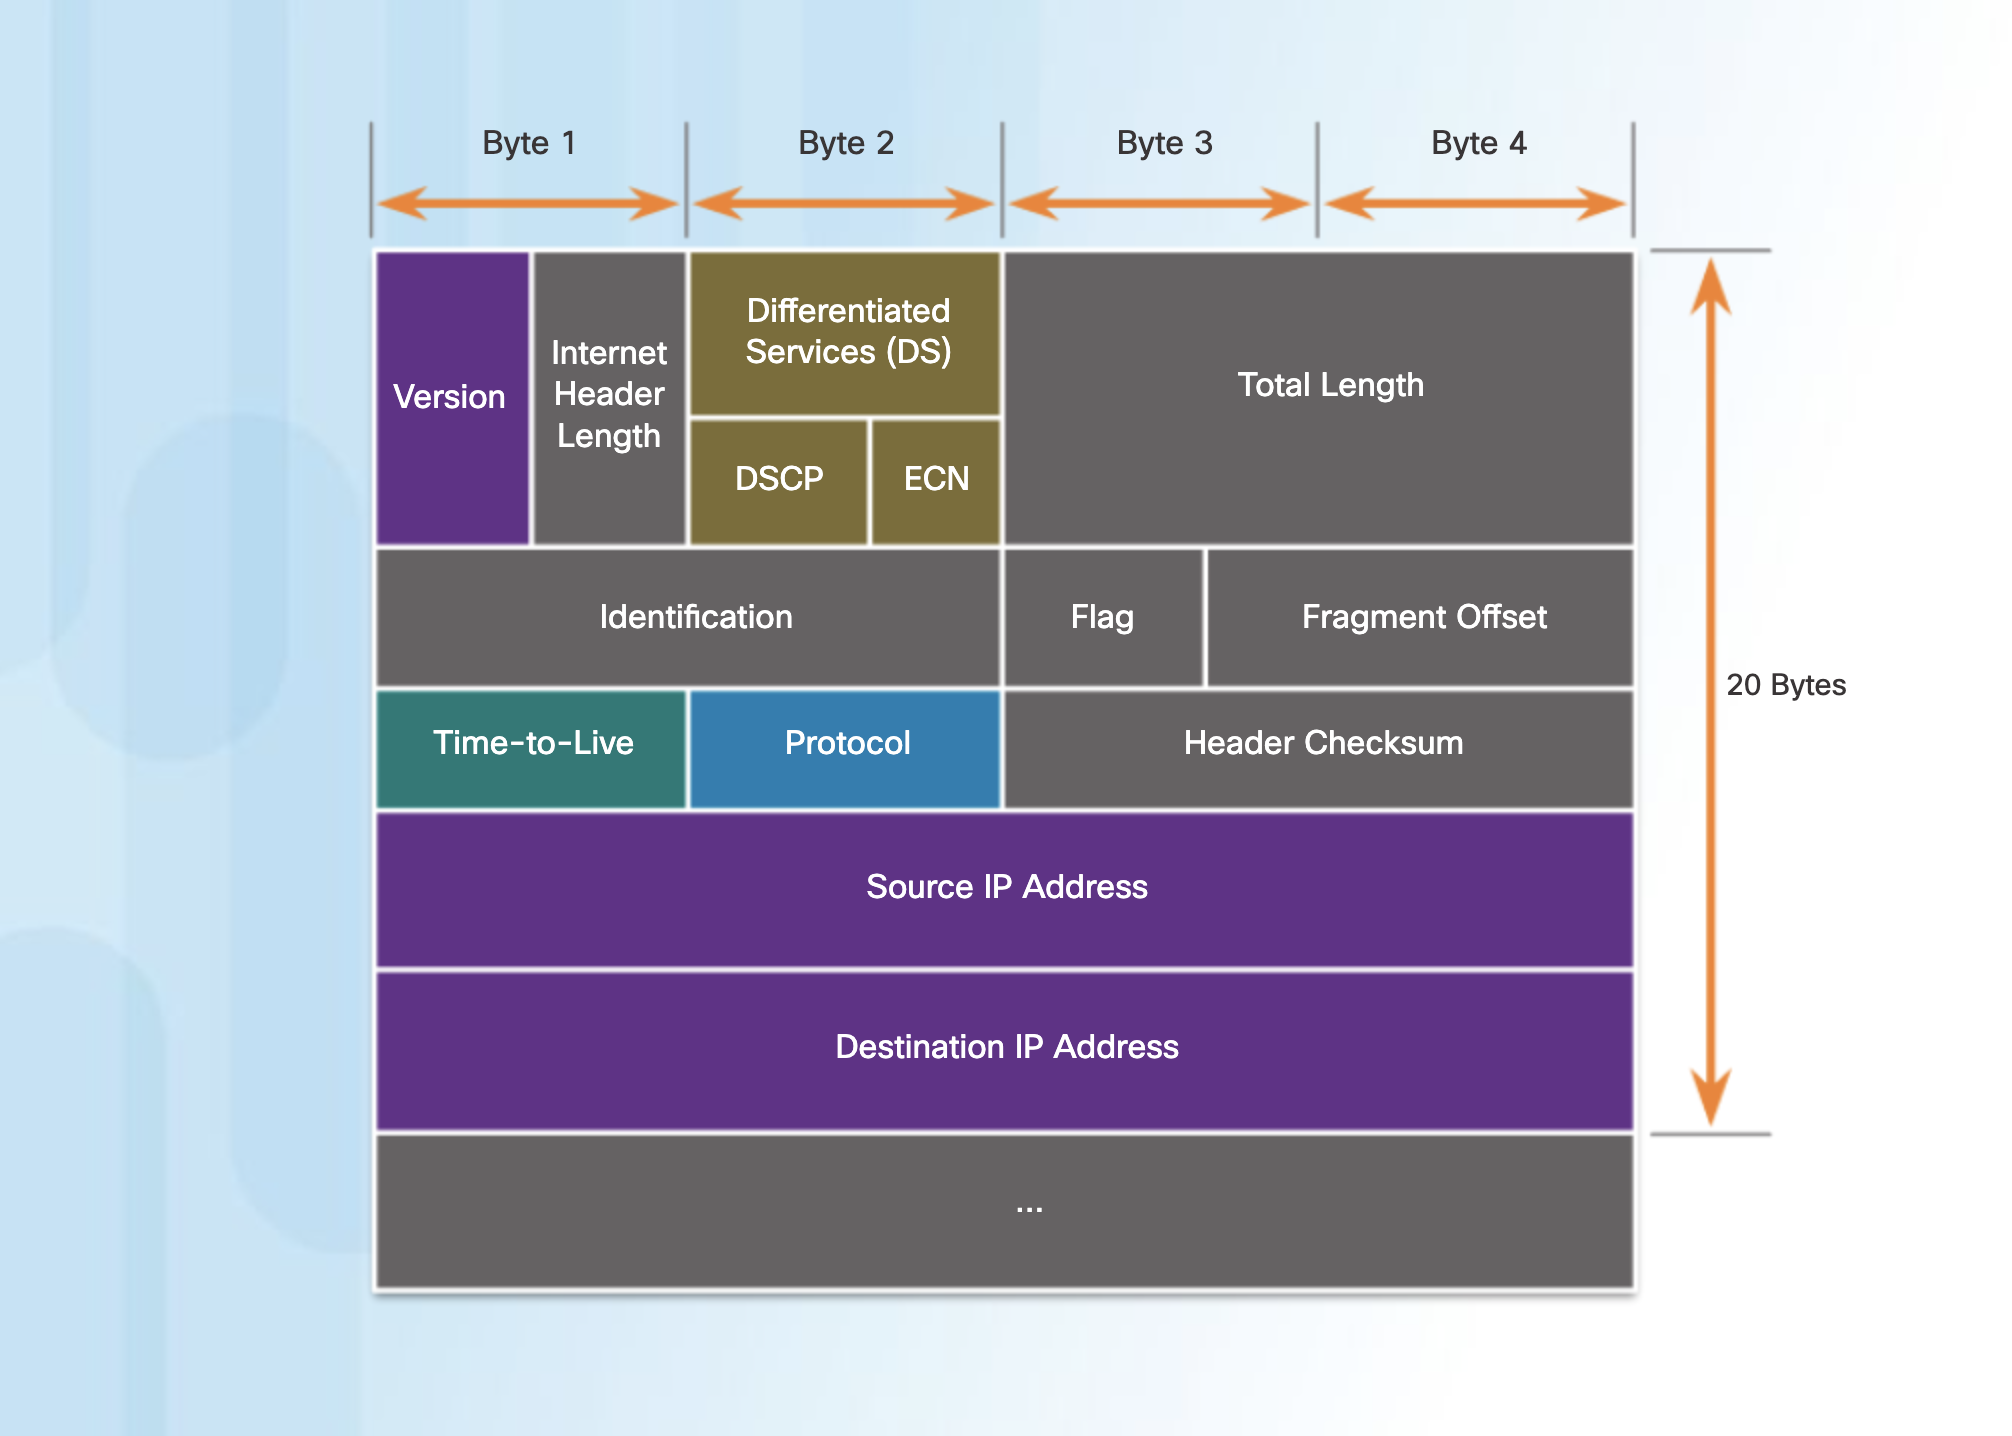 Byte 1
Byte 2
Byte 3
Byte 4
Version
Internet
Header
Length
Differentiated
Services (DS)
DSCP
ECN
Total Length
Identification
Flag
Fragment Offset
20 Bytes
Time-to-Live
Protocol
Header Checksum
Source IP Address
Destination IP Address
...